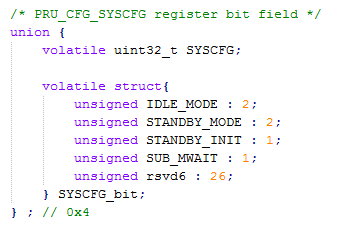 /* PRU_CFG_SYSCFG register bit field */
union {
volatile uint32_t SYSCFG;
volatile struct{
unsigned IDLE_MODE : 2;
unsigned STANDBY_MODE : 2;
unsigned STANDBY_INIT : 1;
unsigned SUB_MWAIT : 1;
unsigned rsvd6 : 26;
} SYSCFG_bit;
} ; // 0x4